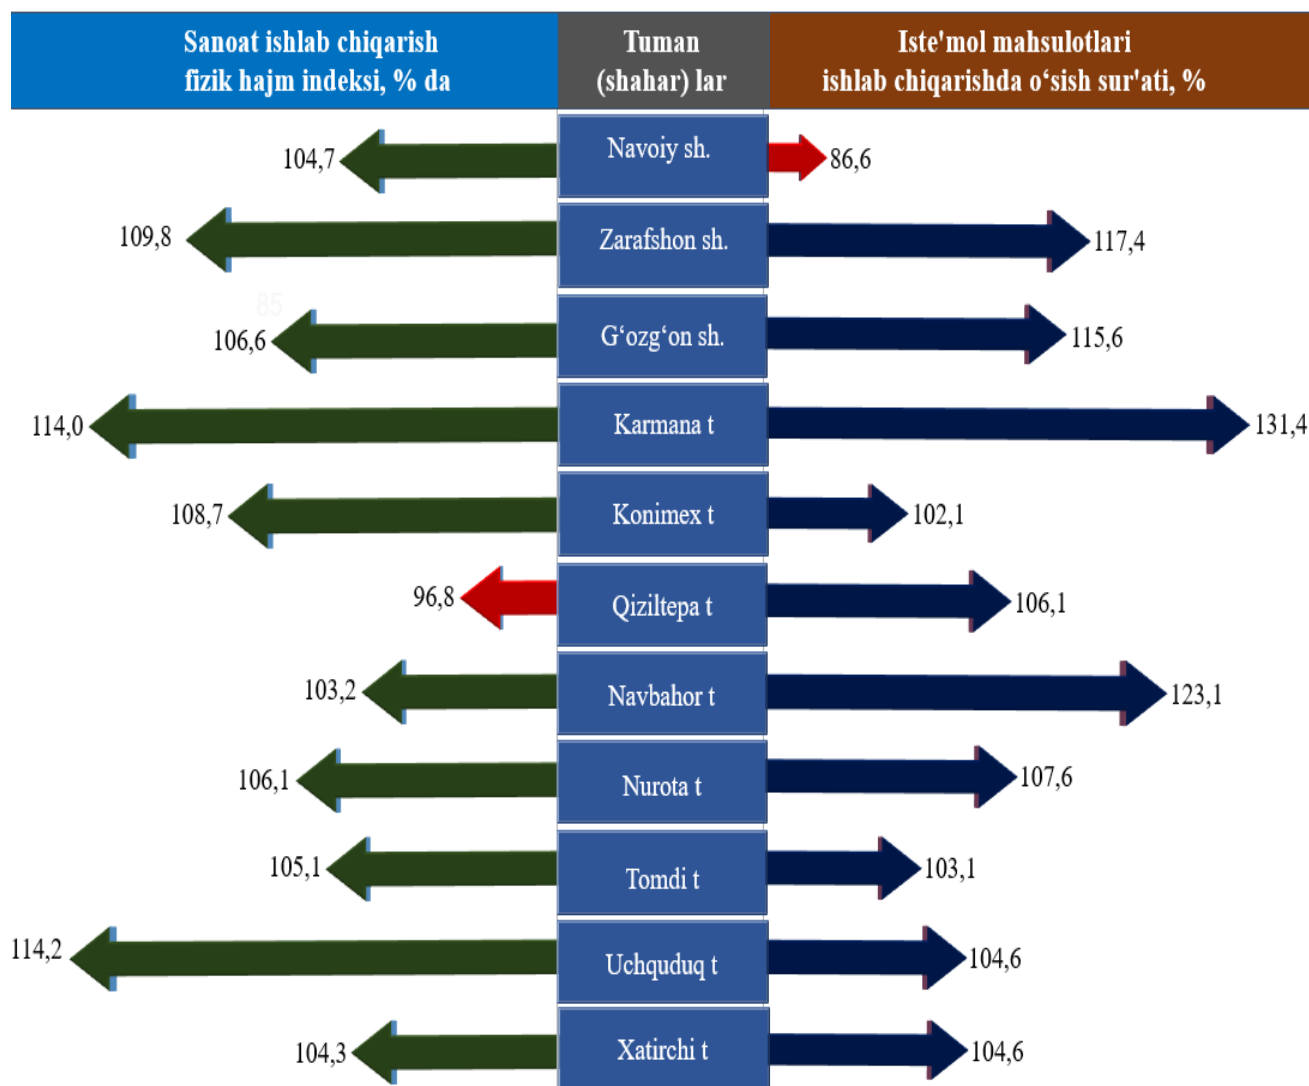 Sanoat ishlab chiqarish
fizik hajm indeksi, % da
Tuman
(shahar) lar
Iste'mol mahsulotlari
ishlab chiqarishda o‘sish sur'ati, %
104,7 Navoiy sh. 86,6
109,8 Zarafshon sh. 117,4
85
106,6 G‘ozg‘on sh. 115,6
114,0 Karmana t 131,4
108,7 Konimex t 102,1
96,8 Qiziltepa t 106,1
103,2 Navbahor t 123,1
106,1 Nurota t 107,6
105,1 Tomdi t 103,1
114,2 Uchquduq t 104,6
104,3 Xatirchi t 104,6